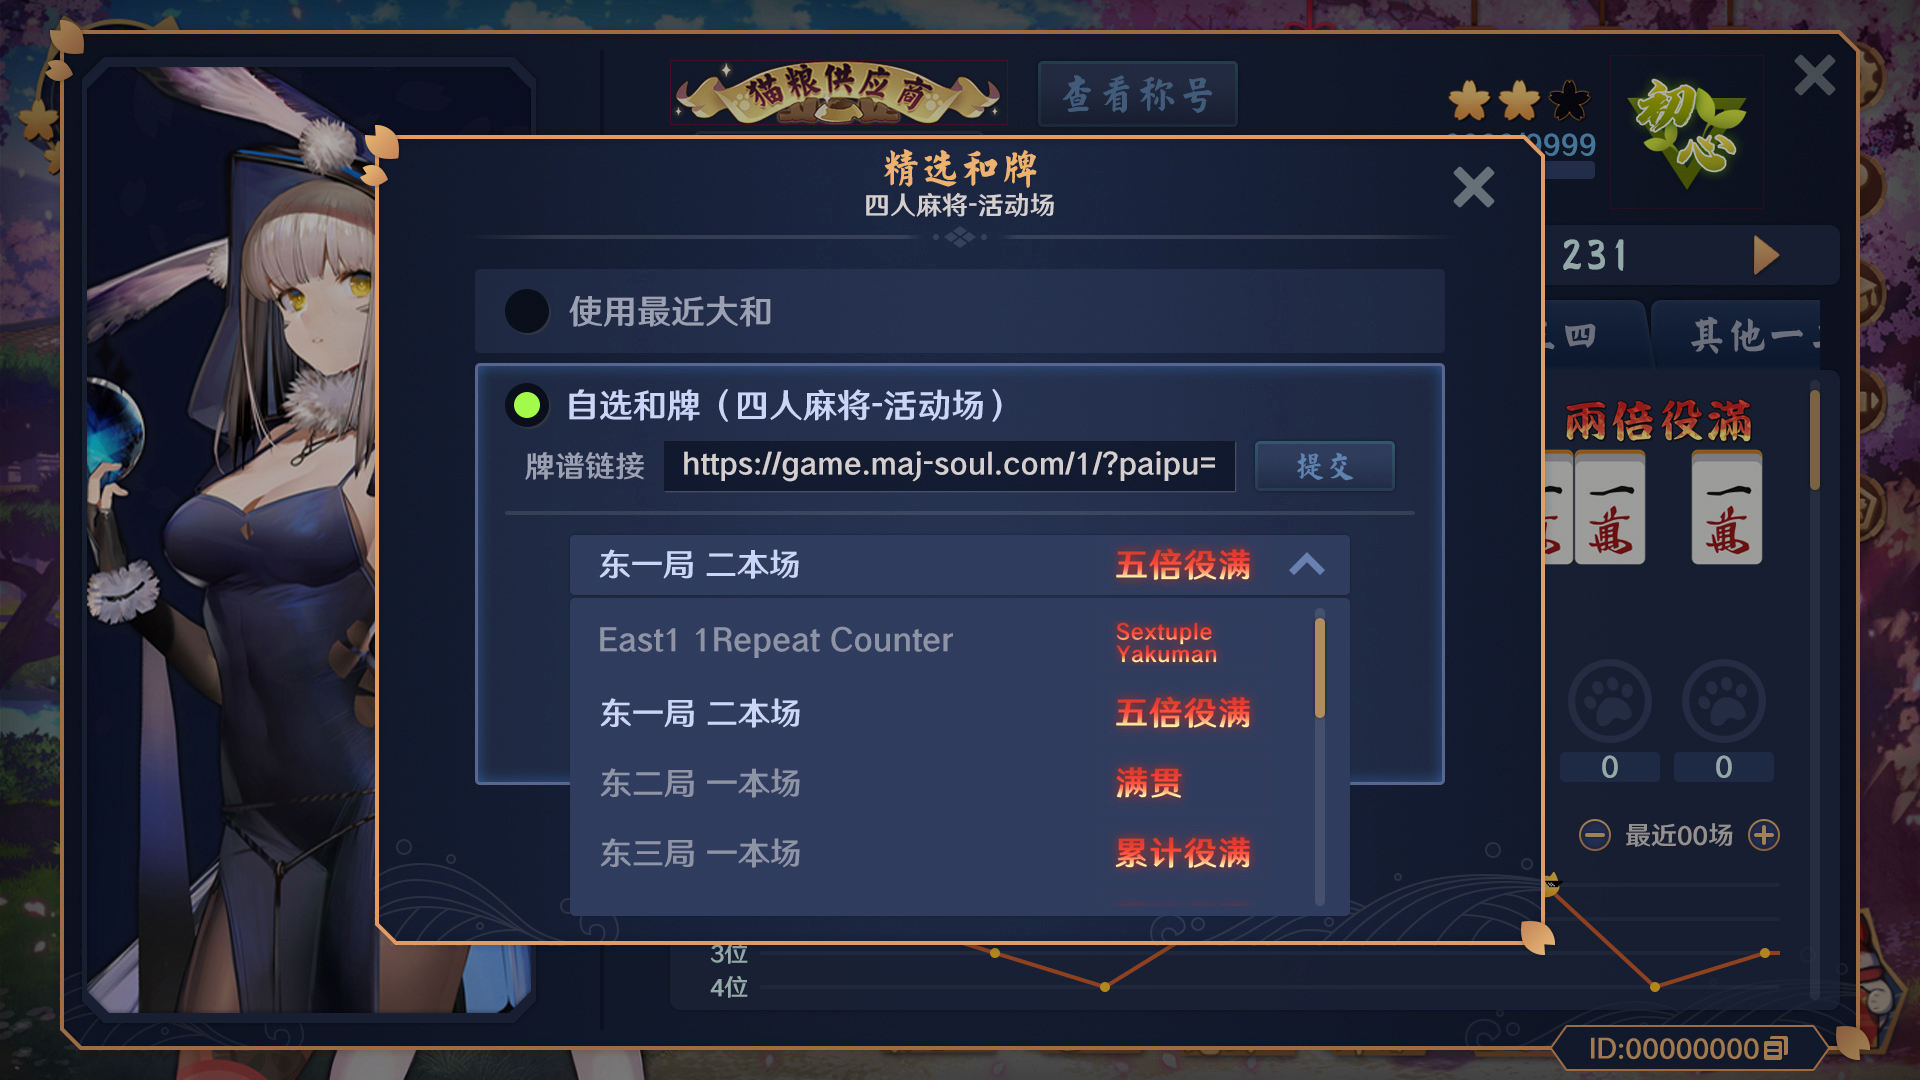 猫粮供应商
查看称号
初心
9999
精选和牌
四人麻将-活动场
231
使用最近大和
四
其他一
自选和牌（四人麻将-活动场）
兩倍役滿
牌谱链接
https://game.maj-soul.com/1/?paipu=
提交
一萬
一萬
东一局 二本场
五倍役满
East1 1Repeat Counter
Sextuple
Yakuman
东一局 二本场
五倍役满
东二局 一本场
满贯
0
0
东三局 一本场
累计役满
最近00场
3位
4位
ID:00000000